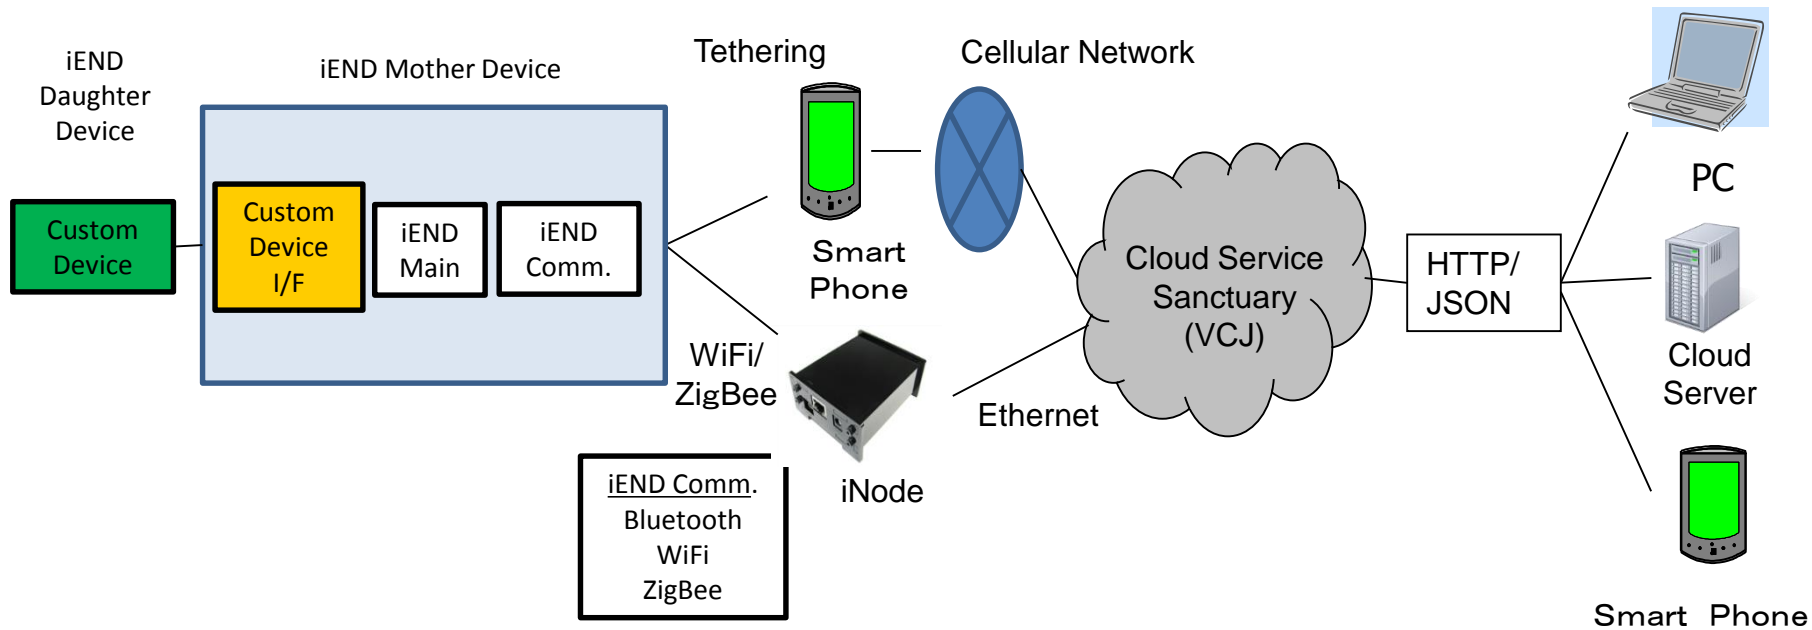 iEND
Daughter
Device
iEND Mother Device
Tethering
Cellular Network
Custom
Device
Custom
Device
I/F
iEND
Main
iEND
Comm.
Smart
Phone
WiFi/
ZigBee
iNode
iEND Comm.
Bluetooth
WiFi
ZigBee
Ethernet
Cloud Service
Sanctuary
(VCJ)
HTTP/
JSON
PC
Cloud
Server
Smart Phone